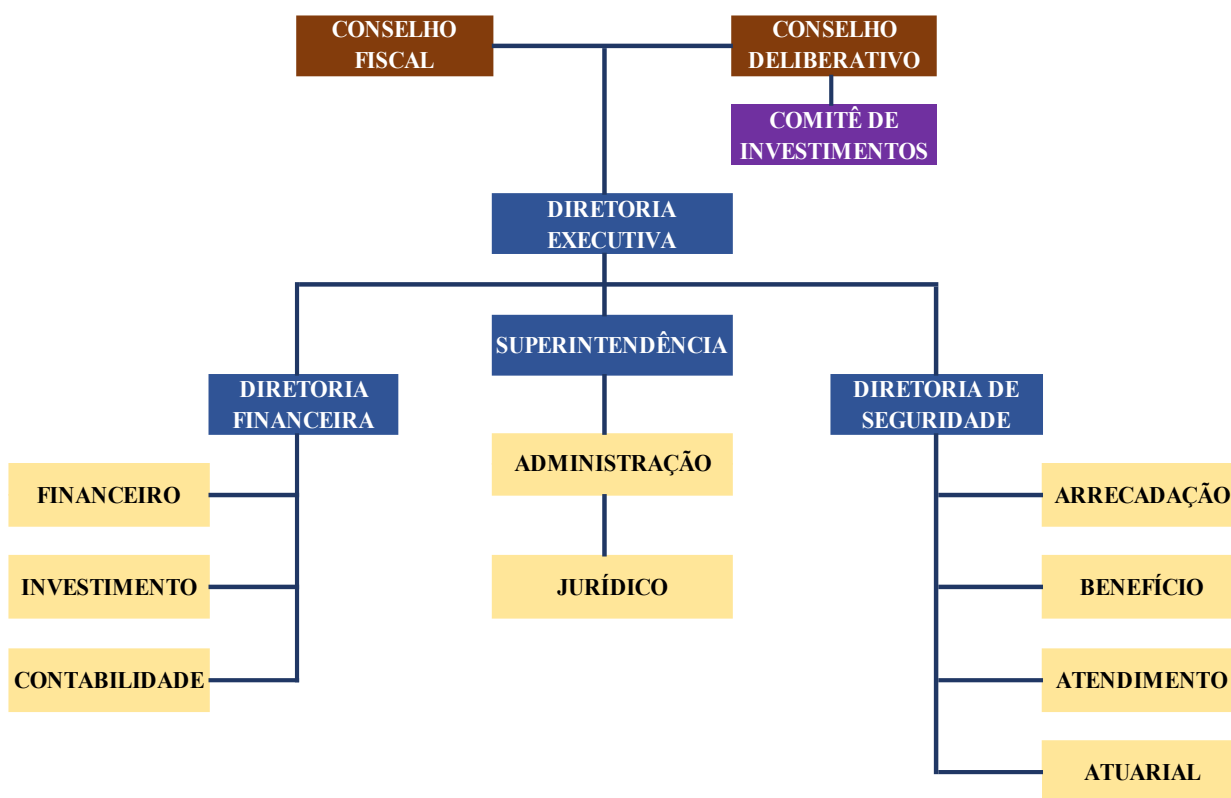 CONSELHO
FISCAL
CONSELHO
DELIBERATIVO
COMITÊ DE
INVESTIMENTOS
DIRETORIA
EXECUTIVA
SUPERINTENDÊNCIA
DIRETORIA
FINANCEIRA
DIRETORIA DE
SEGURIDADE
ADMINISTRAÇÃO
FINANCEIRO
ARRECADAÇÃO
INVESTIMENTO
JURÍDICO
BENEFÍCIO
CONTABILIDADE
ATENDIMENTO
ATUARIAL